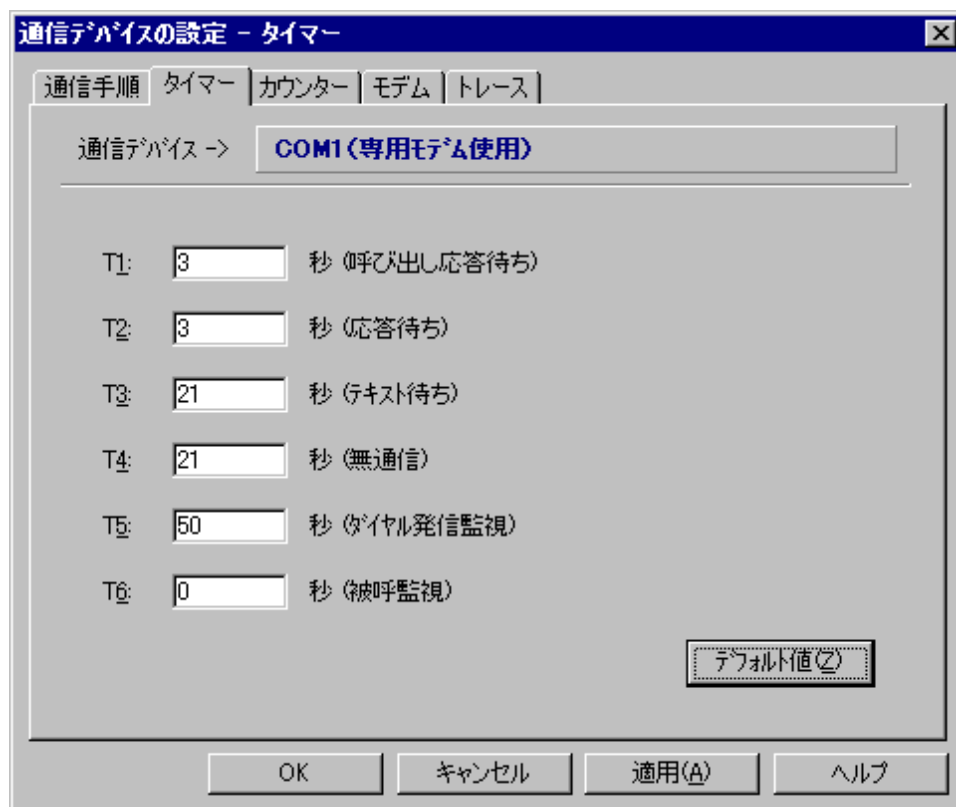 通信ﾃﾞﾊﾞｲｽの設定 - タイマー
通信手順 タイマー カウンター モデム トレース
通信ﾃﾞﾊﾞｲｽ -> COM1(専用ﾓﾃﾞﾑ使用)
T1: 3 秒 (呼び出し応答待ち)
T2: 3 秒 (応答待ち)
T3: 21 秒 (ﾃｷｽﾄ待ち)
T4: 21 秒 (無通信)
T5: 50 秒 (ﾀﾞｲﾔﾙ発信監視)
T6: 0 秒 (被呼監視)
ﾃﾞﾌｫﾙﾄ値(Z)
OK キャンセル 適用(A) ヘルプ